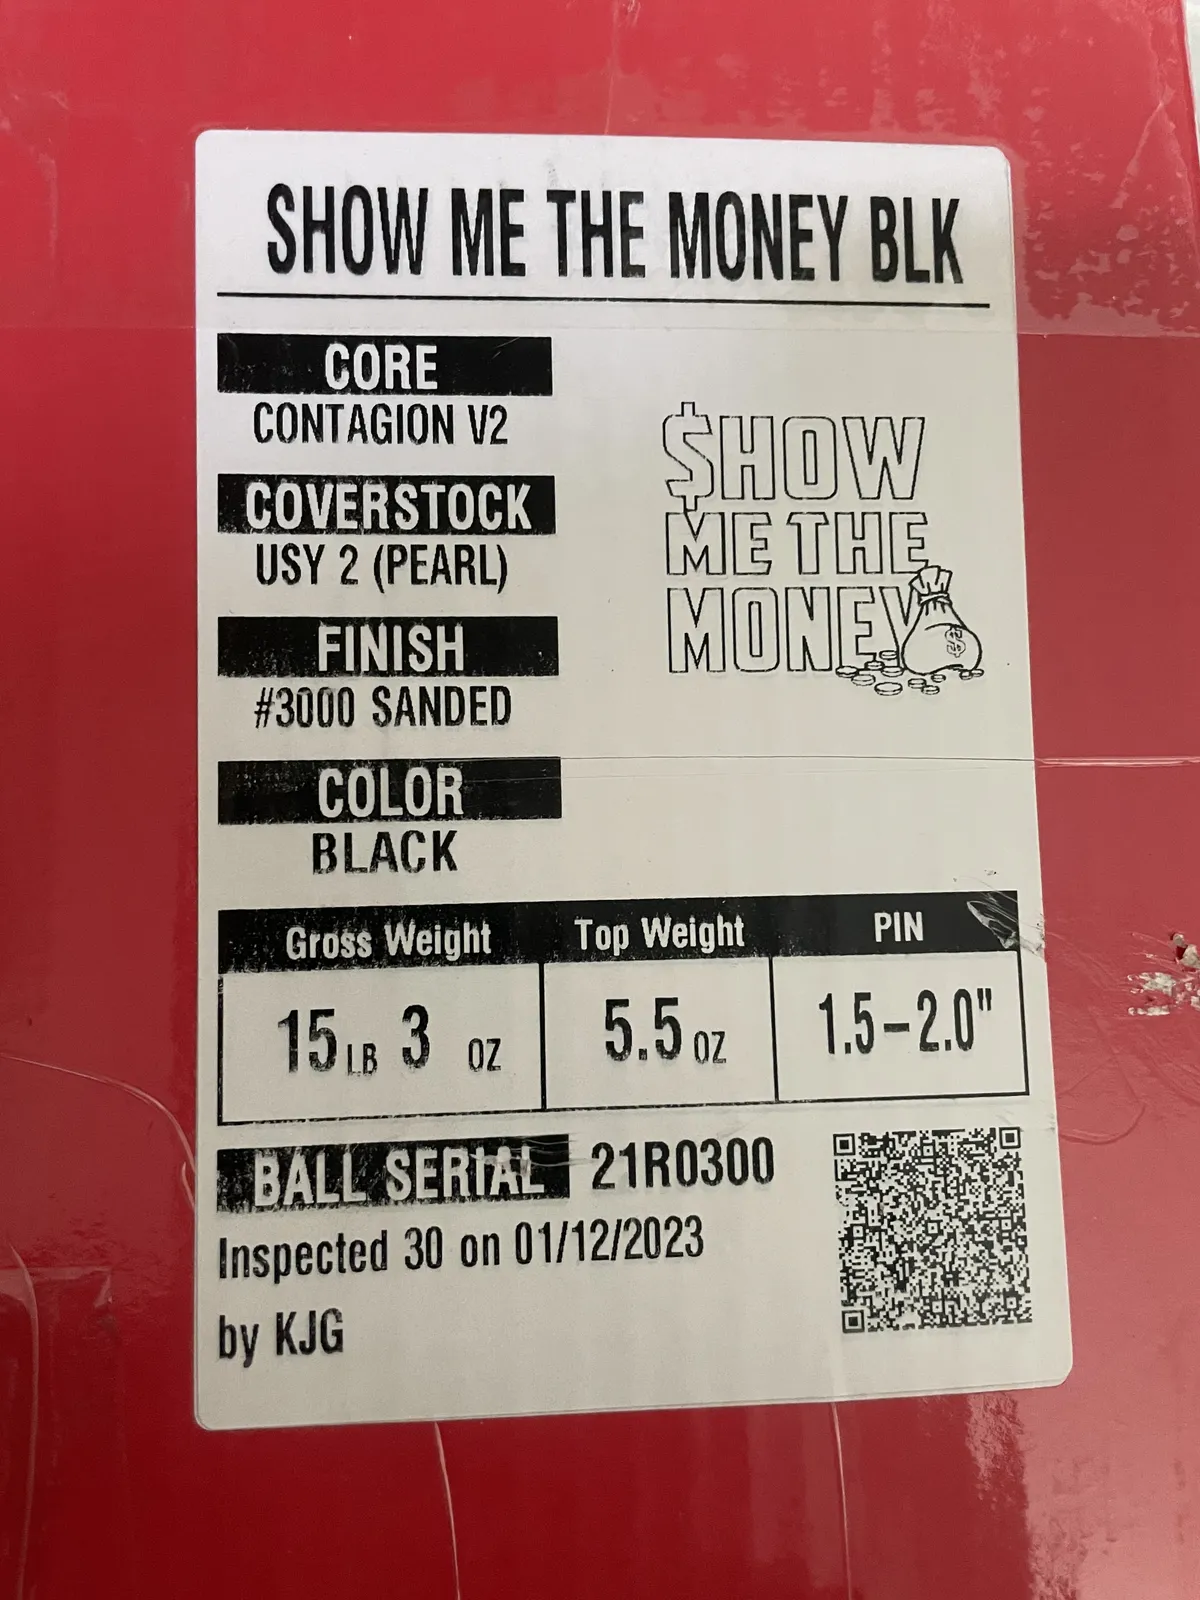 SHOW ME THE MONEY BLK
CORE
CONTAGION V2
COVERSTOCK
USY 2 (PEARL)
FINISH
#3000 SANDED
COLOR
BLACK
$HOW
ME THE
MONEY
$
Gross Weight Top Weight PIN
15 LB 3 OZ 5.5 OZ 1.5-2.0"
BALL SERIAL 21R0300
Inspected 30 on 01/12/2023
by KJG